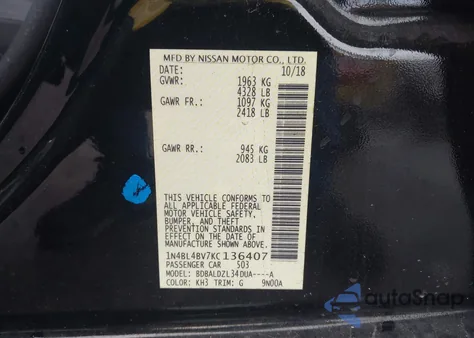 MFD BY NISSAN MOTOR CO., LTD.
DATE: 10/18
GVWR: 1963 KG
4328 LB
GAWR FR: 1097 KG
2418 LB
GAWR RR: 945 KG
2083 LB
THIS VEHICLE CONFORMS TO
ALL APPLICABLE FEDERAL
MOTOR VEHICLE SAFETY,
BUMPER, AND THEFT
PREVENTION STANDARDS IN
EFFECT ON THE DATE OF
MANUFACTURE SHOWN ABOVE.
1N4BL4BV7KC136407
PASSENGER CAR 503
MODEL: BDBALDZL34DUA----A
COLOR: KH3 TRIM: G 9N00A
autoSnap